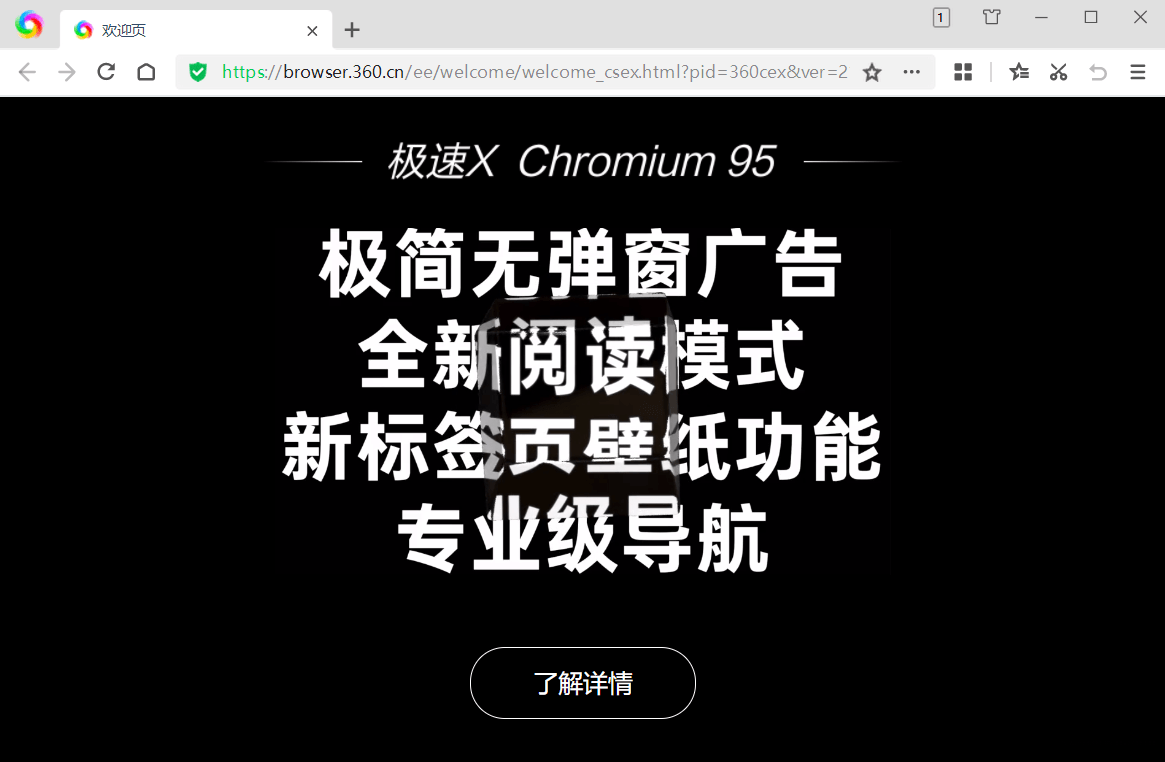 欢迎页
1
https://browser.360.cn/ee/welcome/welcome_csex.html?pid=360cex&ver=2
极速X Chromium 95
极简无弹窗广告
全新阅读模式
新标签页壁纸功能
专业级导航
了解详情